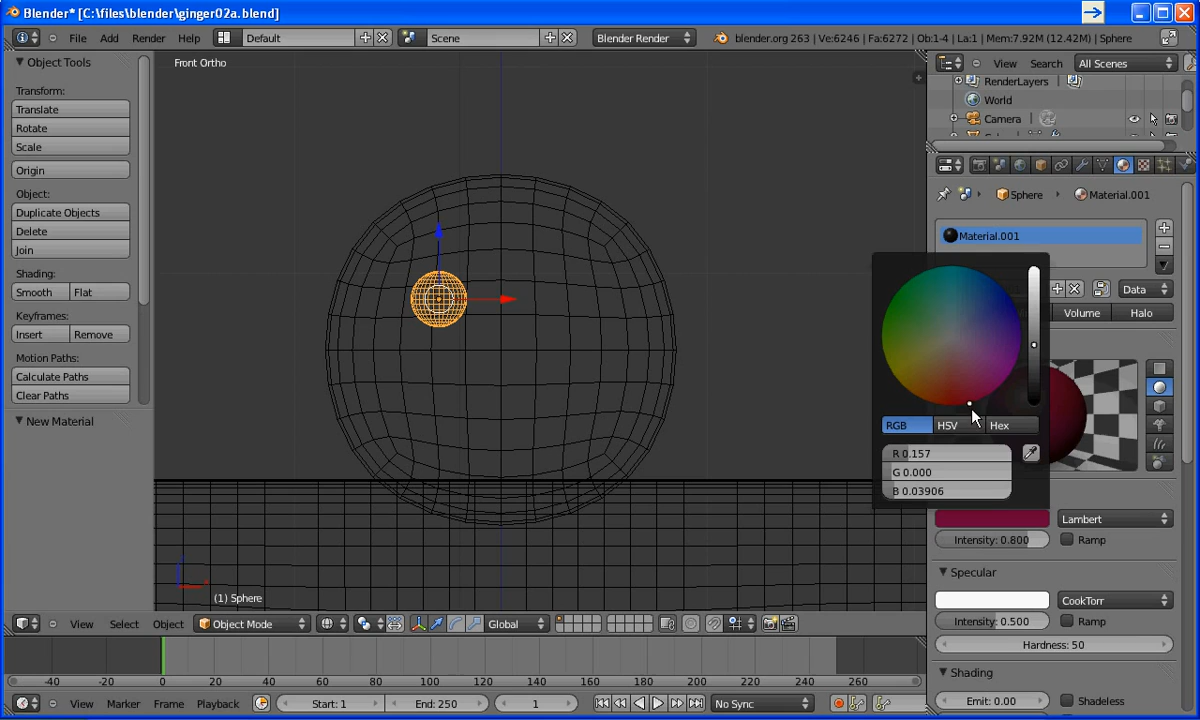 Blender* [C:\files\blender\ginger02a.blend]
File Add Render Help Default Scene Blender Render blender.org 263 | Ve:6246 | Fa:6272 | Ob:1-4 | La:1 | Mem:7.92M (12.42M) | Sphere
Object Tools
Transform:
Translate
Rotate
Scale
Origin
Object:
Duplicate Objects
Delete
Join
Shading:
Smooth Flat
Keyframes:
Insert Remove
Motion Paths:
Calculate Paths
Clear Paths
New Material
Front Ortho
(1) Sphere
View Select Object Object Mode Global
-40 -20 0 20 40 60 80 100 120 140 160 180 200 220 240 260
View Marker Frame Playback Start: 1 End: 250 1 No Sync
View Search All Scenes
RenderLayers |
World
Camera |
Sphere Material.001
Material.001
Data
Volume Halo
RGB HSV Hex
R 0.157
G 0.000
B 0.03906
Lambert
Intensity: 0.800 Ramp
Specular
CookTorr
Intensity: 0.500 Ramp
Hardness: 50
Shading
Emit: 0.00 Shadeless